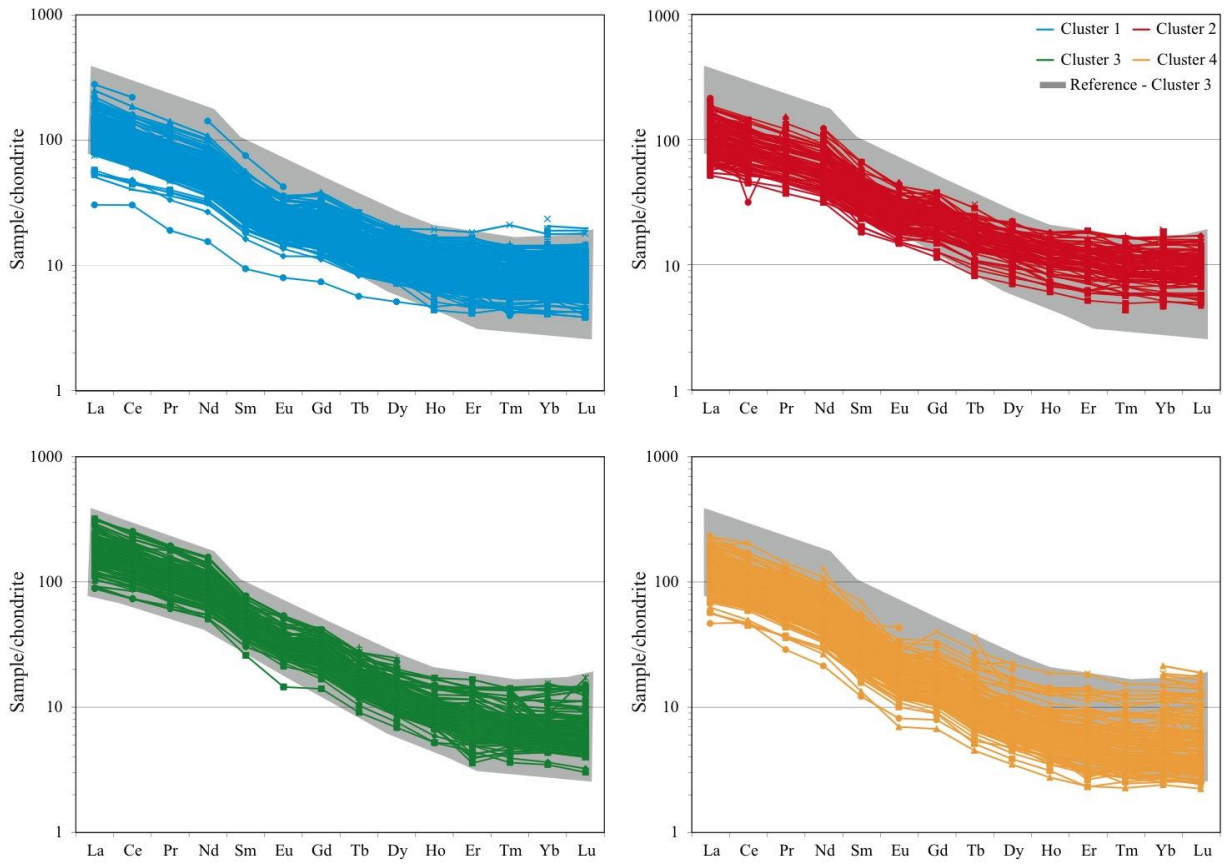 1000
100
10
1
Sample/chondrite
La Ce Pr Nd Sm Eu Gd Tb Dy Ho Er Tm Yb Lu
1000
100
10
1
Sample/chondrite
Cluster 1 Cluster 2
Cluster 3 Cluster 4
Reference - Cluster 3
La Ce Pr Nd Sm Eu Gd Tb Dy Ho Er Tm Yb Lu
1000
100
10
1
Sample/chondrite
La Ce Pr Nd Sm Eu Gd Tb Dy Ho Er Tm Yb Lu
1000
100
10
1
Sample/chondrite
La Ce Pr Nd Sm Eu Gd Tb Dy Ho Er Tm Yb Lu